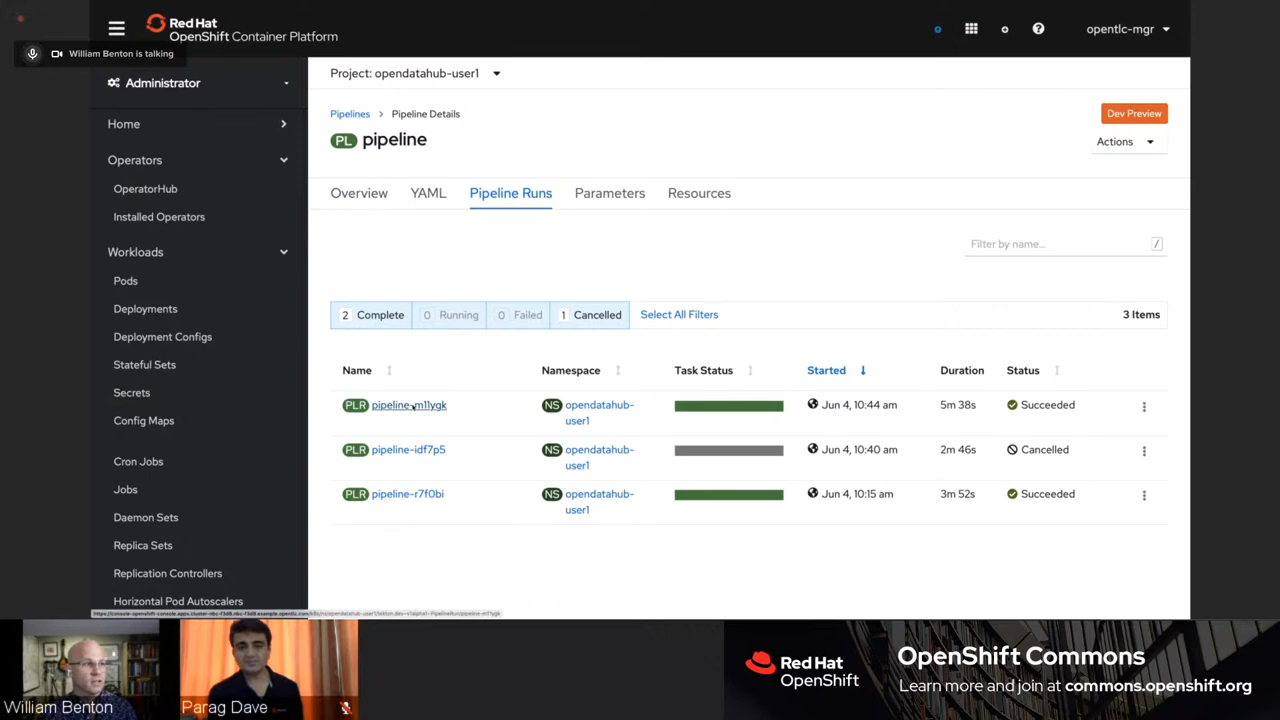 Red Hat
OpenShift Container Platform
opentlc-mgr
William Benton is talking
Administrator
Home
Operators
OperatorHub
Installed Operators
Workloads
Pods
Deployments
Deployment Configs
Stateful Sets
Secrets
Config Maps
Cron Jobs
Jobs
Daemon Sets
Replica Sets
Replication Controllers
Horizontal Pod Autoscalers
Project: opendatahub-user1
Pipelines > Pipeline Details
Dev Preview
PL pipeline
Actions
Overview YAML Pipeline Runs Parameters Resources
Filter by name... /
2 Complete 0 Running 0 Failed 1 Cancelled Select All Filters 3 Items
Name Namespace Task Status Started Duration Status
PLR pipeline-m11ygk NS opendatahub- Jun 4, 10:44 am 5m 38s Succeeded
user1
PLR pipeline-idf7p5 NS opendatahub- Jun 4, 10:40 am 2m 46s Cancelled
user1
PLR pipeline-r7f0bi NS opendatahub- Jun 4, 10:15 am 3m 52s Succeeded
user1
William Benton
Parag Dave
Red Hat
OpenShift
OpenShift Commons
Learn more and join at commons.openshift.org